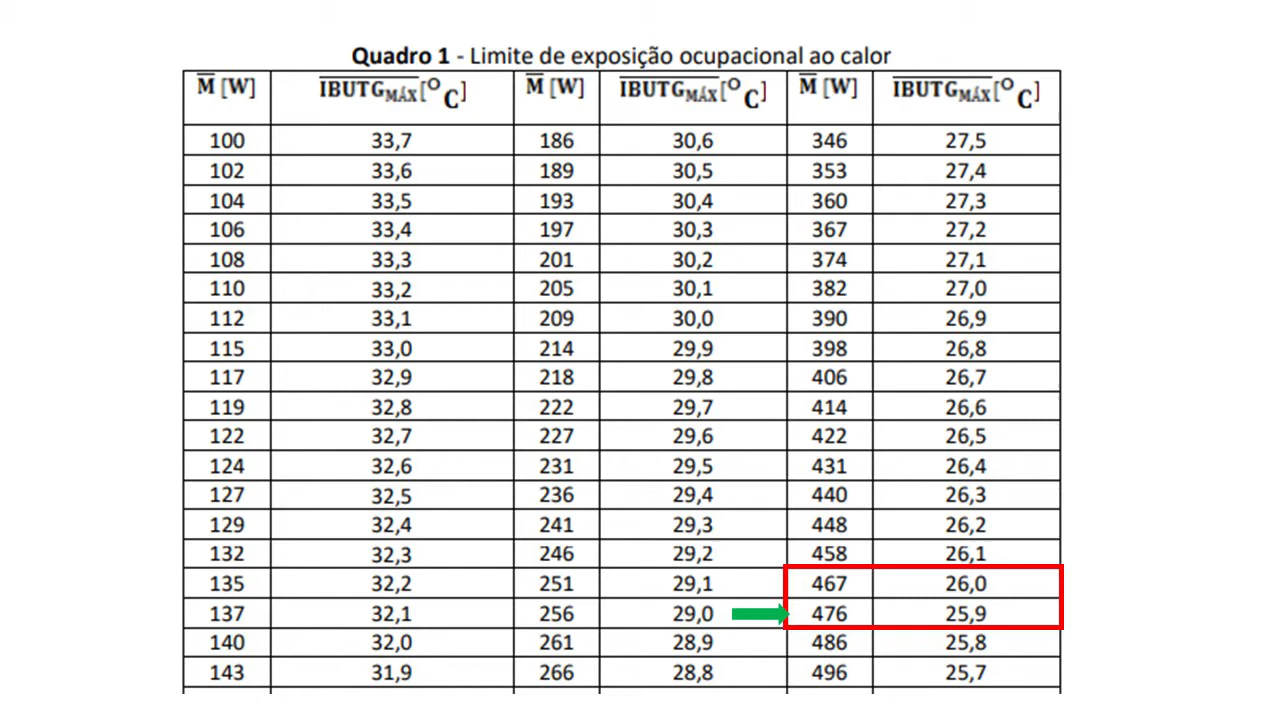 Quadro 1 - Limite de exposição ocupacional ao calor
M [W] IBUTGMÁX[°C] M [W] IBUTGMÁX[°C] M [W] IBUTGMÁX[°C]
100 33,7 186 30,6 346 27,5
102 33,6 189 30,5 353 27,4
104 33,5 193 30,4 360 27,3
106 33,4 197 30,3 367 27,2
108 33,3 201 30,2 374 27,1
110 33,2 205 30,1 382 27,0
112 33,1 209 30,0 390 26,9
115 33,0 214 29,9 398 26,8
117 32,9 218 29,8 406 26,7
119 32,8 222 29,7 414 26,6
122 32,7 227 29,6 422 26,5
124 32,6 231 29,5 431 26,4
127 32,5 236 29,4 440 26,3
129 32,4 241 29,3 448 26,2
132 32,3 246 29,2 458 26,1
135 32,2 251 29,1 467 26,0
137 32,1 256 29,0 476 25,9
140 32,0 261 28,9 486 25,8
143 31,9 266 28,8 496 25,7